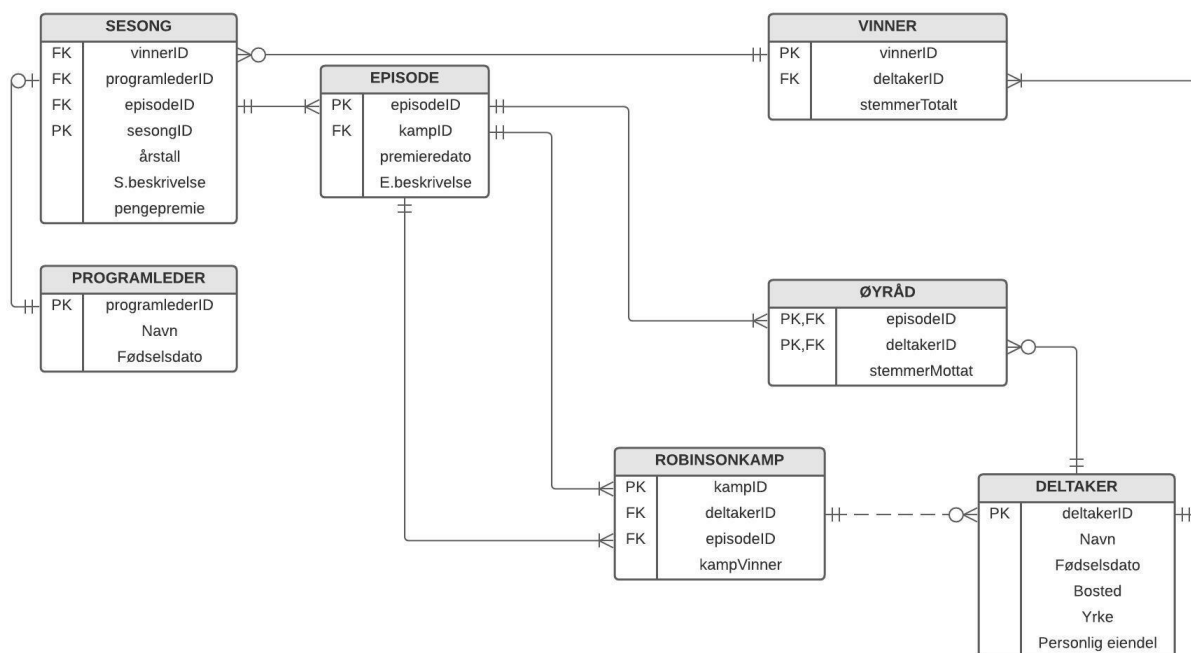 SESONG
FK vinnerID
FK programlederID
FK episodeID
PK sesongID
årstall
S.beskrivelse
pengepremie
EPISODE
PK episodeID
FK kampID
premieredato
E.beskrivelse
VINNER
PK vinnerID
FK deltakerID
stemmerTotalt
PROGRAMLEDER
PK programlederID
Navn
Fødselsdato
ØYRÅD
PK,FK episodeID
PK,FK deltakerID
stemmerMottat
ROBINSONKAMP
PK kampID
FK deltakerID
FK episodeID
kampVinner
DELTAKER
PK deltakerID
Navn
Fødselsdato
Bosted
Yrke
Personlig eiendel